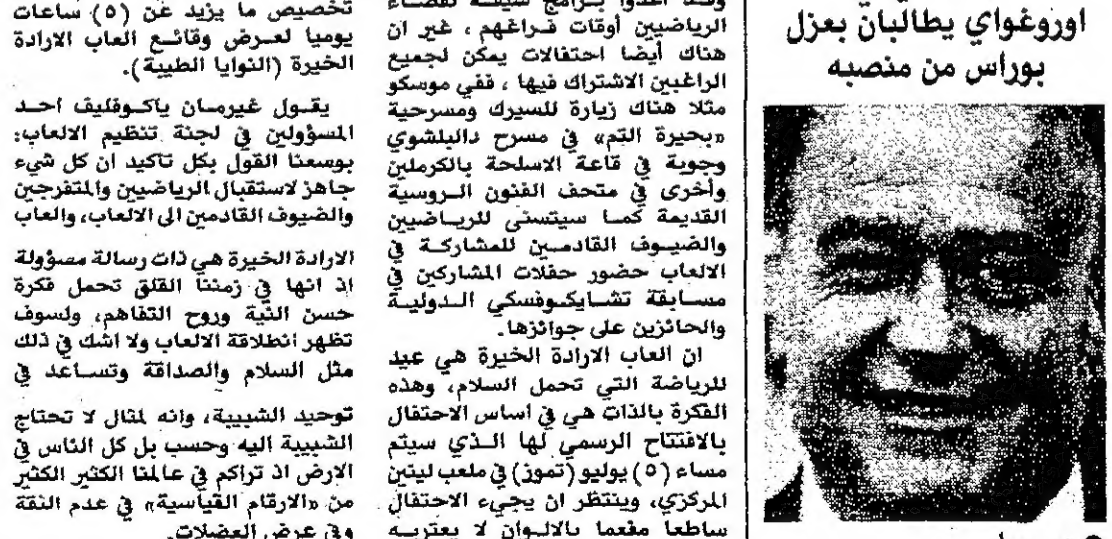 اوروغواي يطالبان بعزل
بوراس من منصبه
وقد اعدوا برامج شيقة لقضاء
الرياضيين أوقات فراغهم ، غير ان
هناك أيضا احتفالات يمكن لجميع
الراغبين الاشتراك فيها ، ففي موسكو
مثلا هناك زيارة للسيرك ومسرحية
«بحيرة التم» في مسرح دالبلشوي
وجوبة في قاعة الاسلحة بالكرملين
وأخرى في متحف الفنون الروسية
القديمة كما سيتسنى للرياضيين
والضيوف القادمين للمشاركة في
الالعاب حضور حفلات المشاركين في
مسابقة تشايكوفسكي الدولية
والحائزين على جوائزها.
ان العاب الارادة الخيرة هي عيد
للرياضة التي تحمل السلام، وهذه
الفكرة بالذات هي في اساس الاحتفال
بالافتتاح الرسمي لها الذي سيتم
مساء (٥) يوليو (تموز) في ملعب لينين
المركزي، وينتظر ان يجيء الاحتفال
ساطعا مفعما بالالوان لا يعتريه
تخصيص ما يزيد عن (٥) ساعات
يوميا لعرض وقائع العاب الارادة
الخيرة (النوايا الطيبة).
يقول غيرمان ياكوفليف احد
المسؤولين في لجنة تنظيم الالعاب:
بوسعنا القول بكل تاكيد ان كل شيء
جاهز لاستقبال الرياضيين والمتفرجين
والضيوف القادمين الى الالعاب، والعاب
الارادة الخيرة هي ذات رسالة مسؤولة
اذ انها في زمننا القلق تحمل فكرة
حسن النية وروح التفاهم، ولسوف
تظهر انطلاقة الالعاب ولا اشك في ذلك
مثل السلام والصداقة وتساعد في
توحيد الشبيبة، وانه لمثال لا تحتاج
الشبيبة اليه وحسب بل كل الناس في
الارض اذ تراكم في عالمنا الكثير الكثير
من «الارقام القياسية» في عدم الثقة
وفي عرض العضلات.